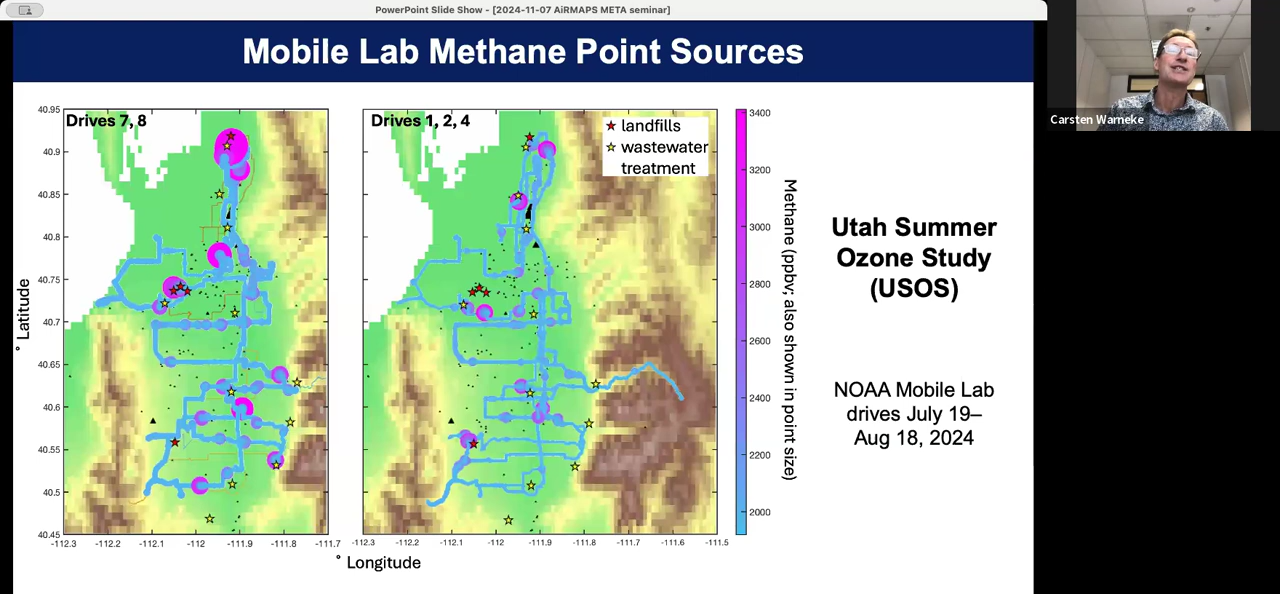 PowerPoint Slide Show - [2024-11-07 AiRMAPS META seminar]
Mobile Lab Methane Point Sources
Carsten Warneke
Drives 7, 8
40.95
40.9
40.85
40.8
40.75
40.7
40.65
40.6
40.55
40.5
40.45
° Latitude
-112.3
-112.2
-112.1
-112
-111.9
-111.8
-111.7
Drives 1, 2, 4
landfills
wastewater
treatment
-112.3
-112.2
-112.1
-112
-111.9
-111.8
-111.7
-111.6
-111.5
° Longitude
3400
3200
3000
2800
2600
2400
2200
2000
Methane (ppbv; also shown in point size)
Utah Summer
Ozone Study
(USOS)
NOAA Mobile Lab
drives July 19–
Aug 18, 2024